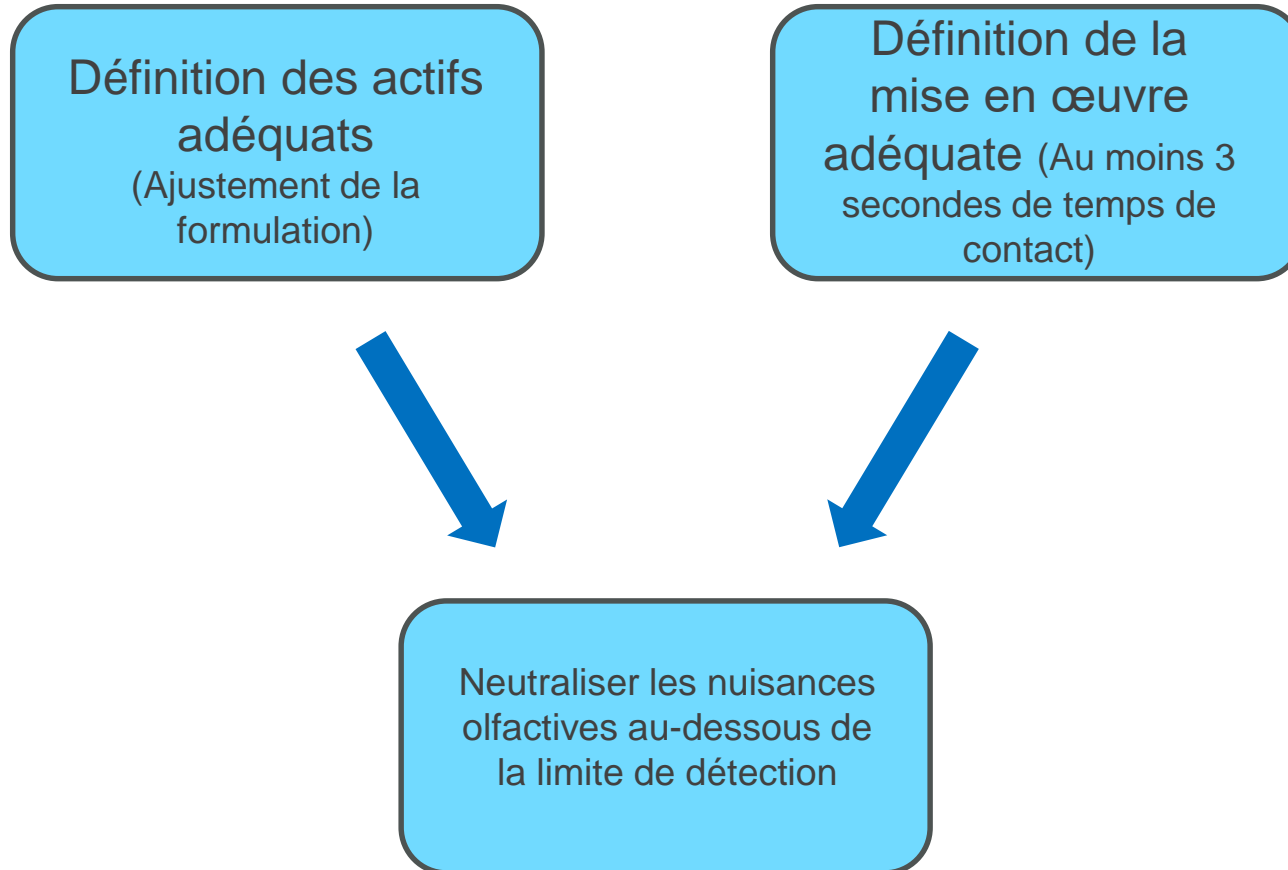 Définition des actifs
adéquats
(Ajustement de la
formulation)
Définition de la
mise en œuvre
adéquate (Au moins 3
secondes de temps de
contact)
Neutraliser les nuisances
olfactives au-dessous de
la limite de détection